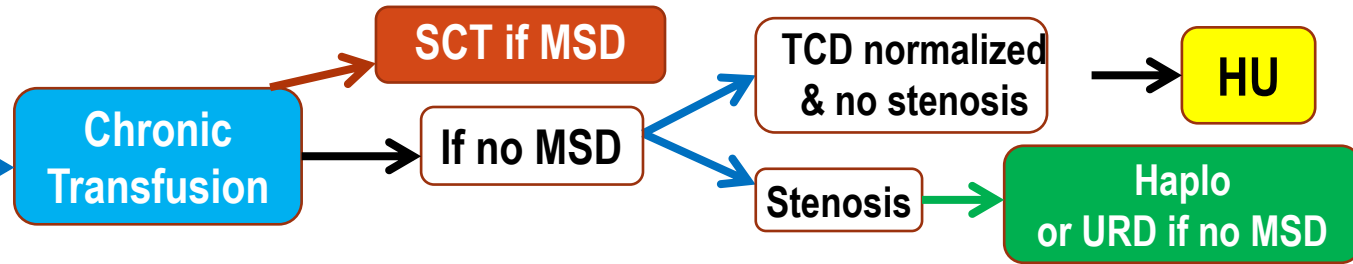 Chronic
Transfusion
SCT if MSD
If no MSD
TCD normalized
& no stenosis
HU
Stenosis
Haplo
or URD if no MSD